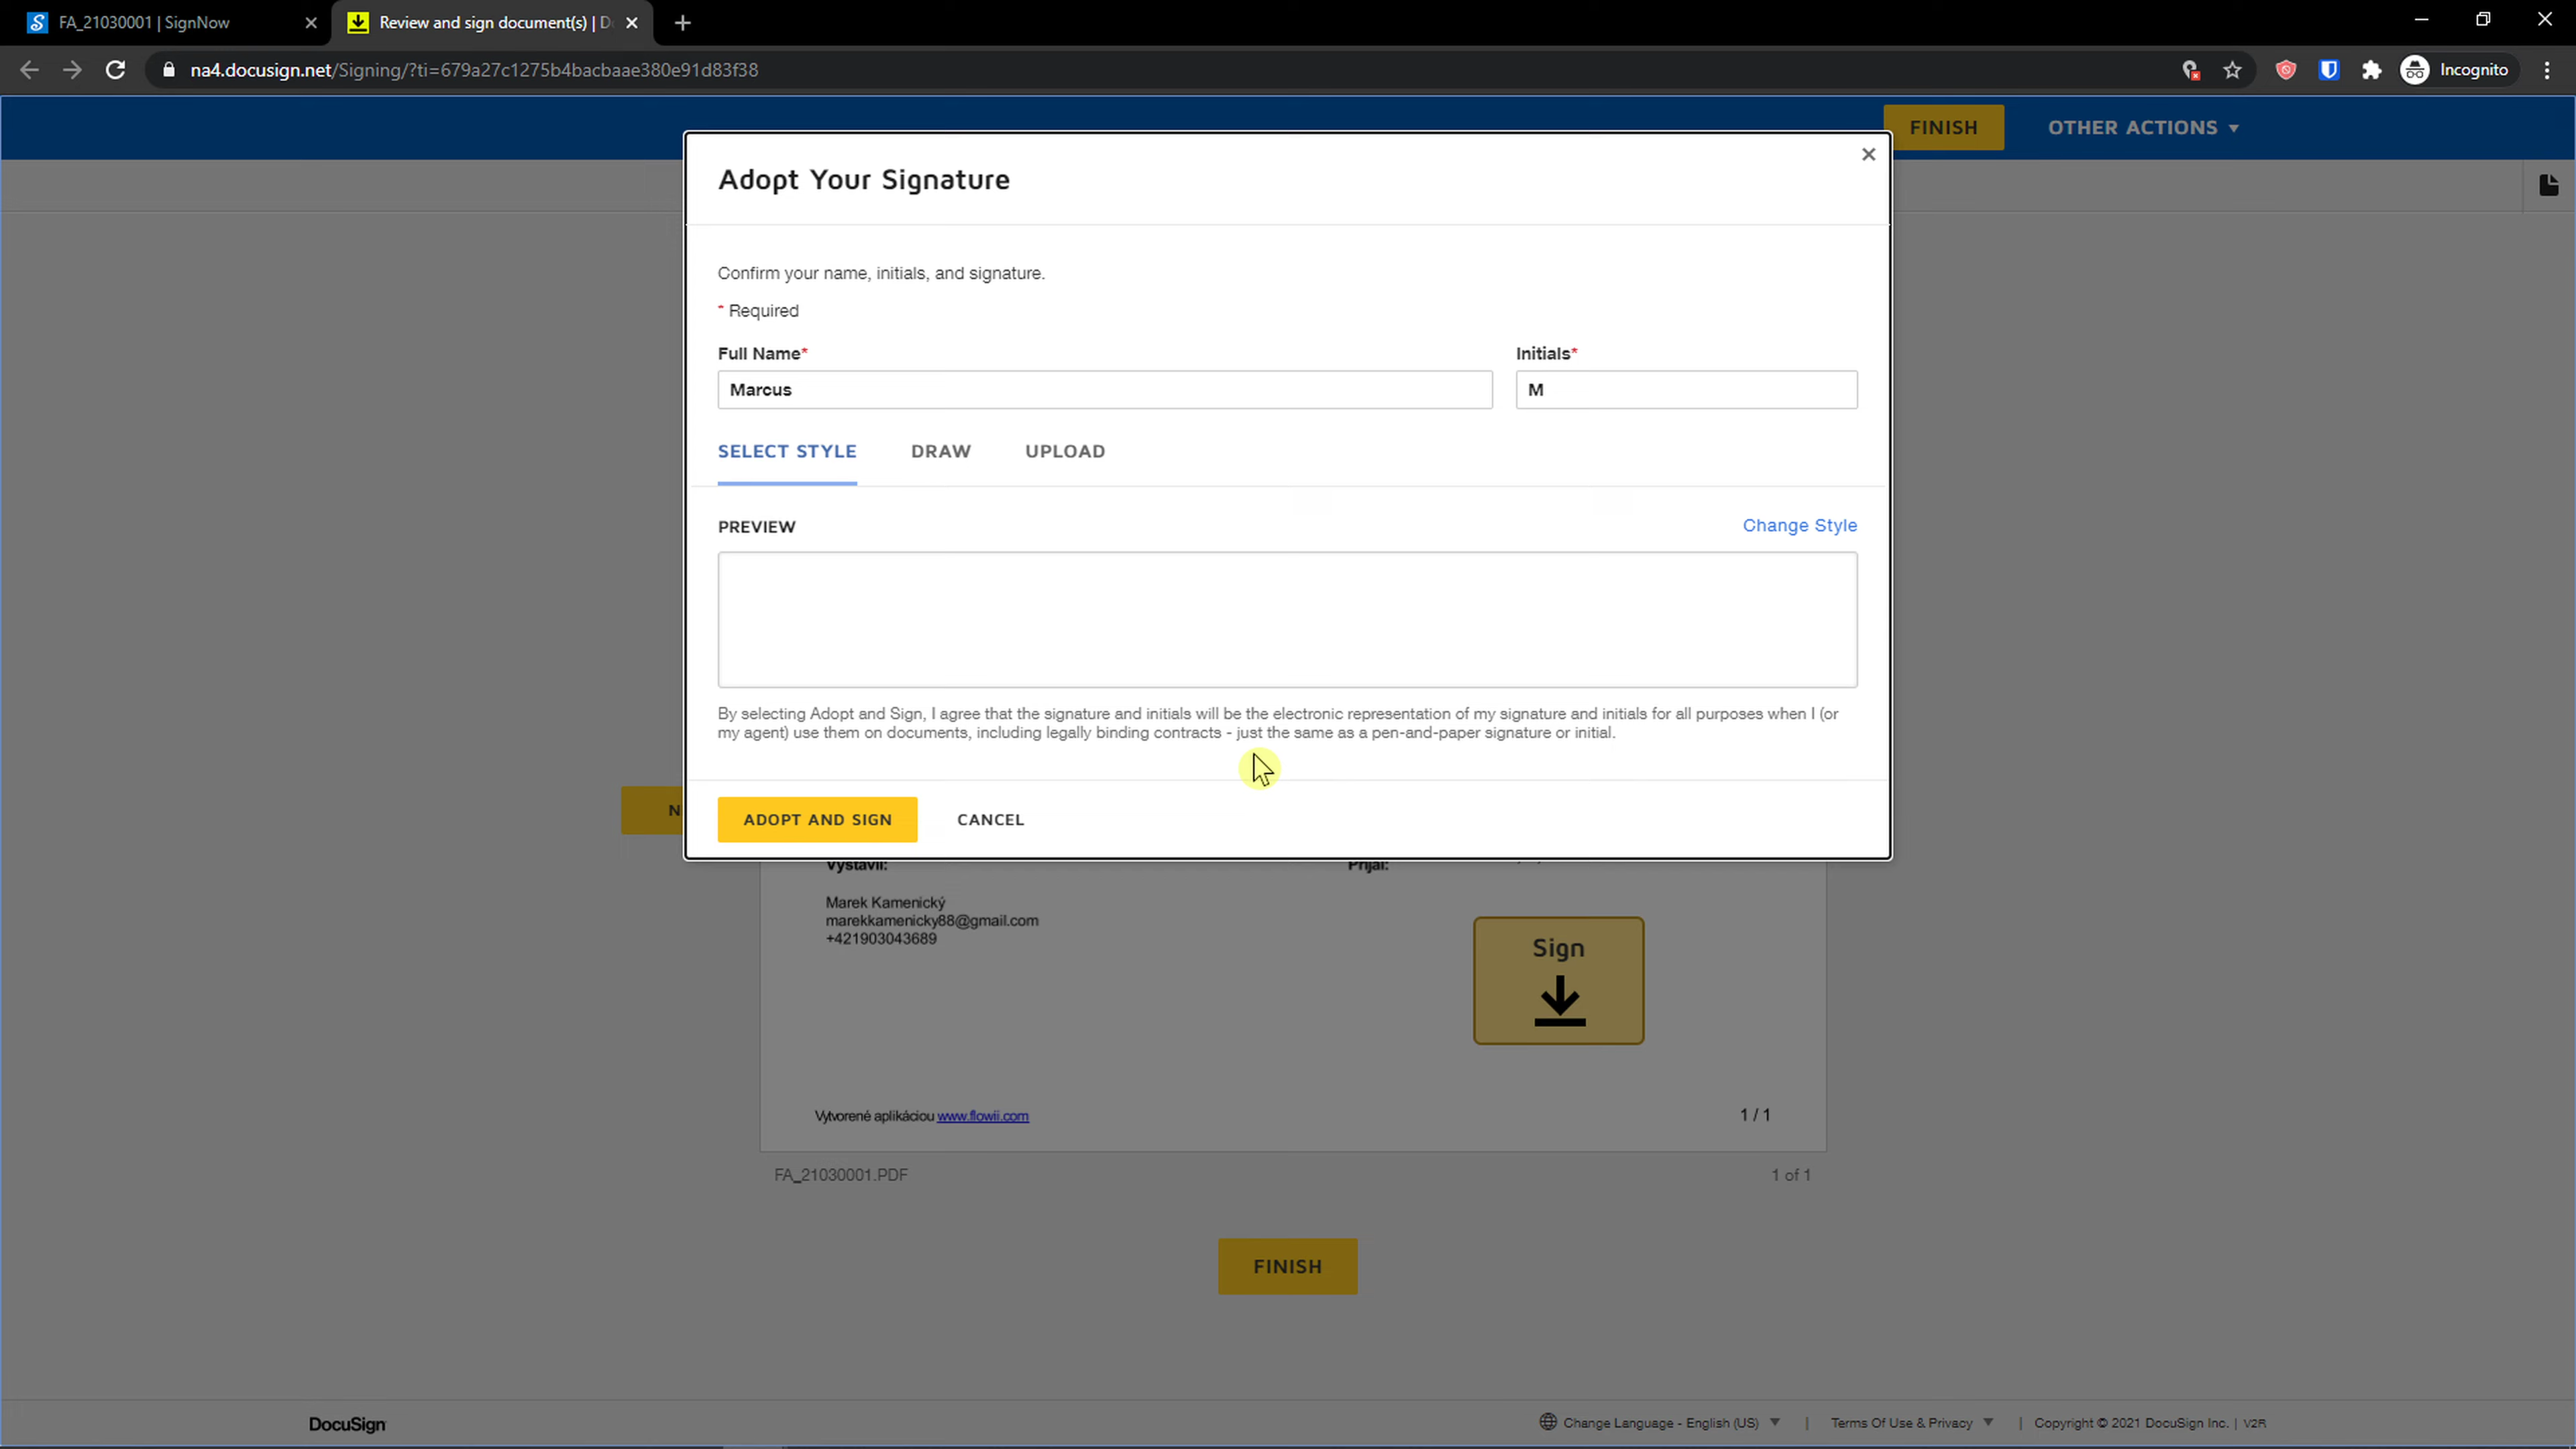 FA_21030001 | SignNow
Review and sign document(s) | D
na4.docusign.net/Signing/?ti=679a27c1275b4bacbaae380e91d83f38
Incognito
FINISH
OTHER ACTIONS
Adopt Your Signature
Confirm your name, initials, and signature.
* Required
Full Name*
Initials*
Marcus
M
SELECT STYLE
DRAW
UPLOAD
PREVIEW
Change Style
By selecting Adopt and Sign, I agree that the signature and initials will be the electronic representation of my signature and initials for all purposes when I (or
my agent) use them on documents, including legally binding contracts - just the same as a pen-and-paper signature or initial.
ADOPT AND SIGN
CANCEL
Vystavil:
Prijal:
Marek Kamenický
marekkamenicky88@gmail.com
+421903043689
Sign
Vytvorené aplikáciou www.flowii.com
1 / 1
FA_21030001.PDF
1 of 1
FINISH
DocuSign
Change Language - English (US)
Terms Of Use & Privacy
Copyright © 2021 DocuSign Inc. | V2R